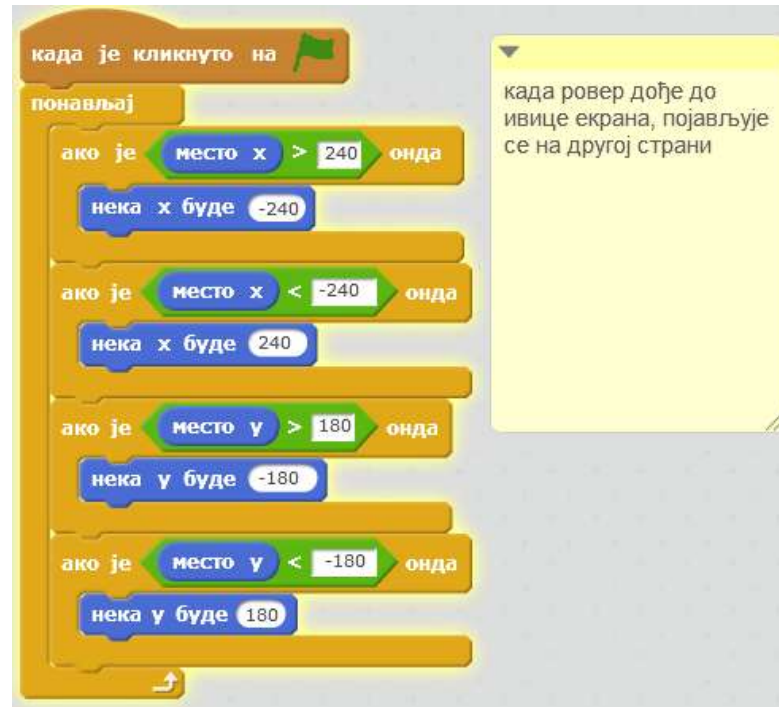 када је кликнуто на
понављај
ако је место x > 240 онда
нека x буде -240
ако је место x < -240 онда
нека x буде 240
ако је место y > 180 онда
нека y буде -180
ако је место y < -180 онда
нека y буде 180
када ровер дође до
ивице екрана, појављује
се на другој страни